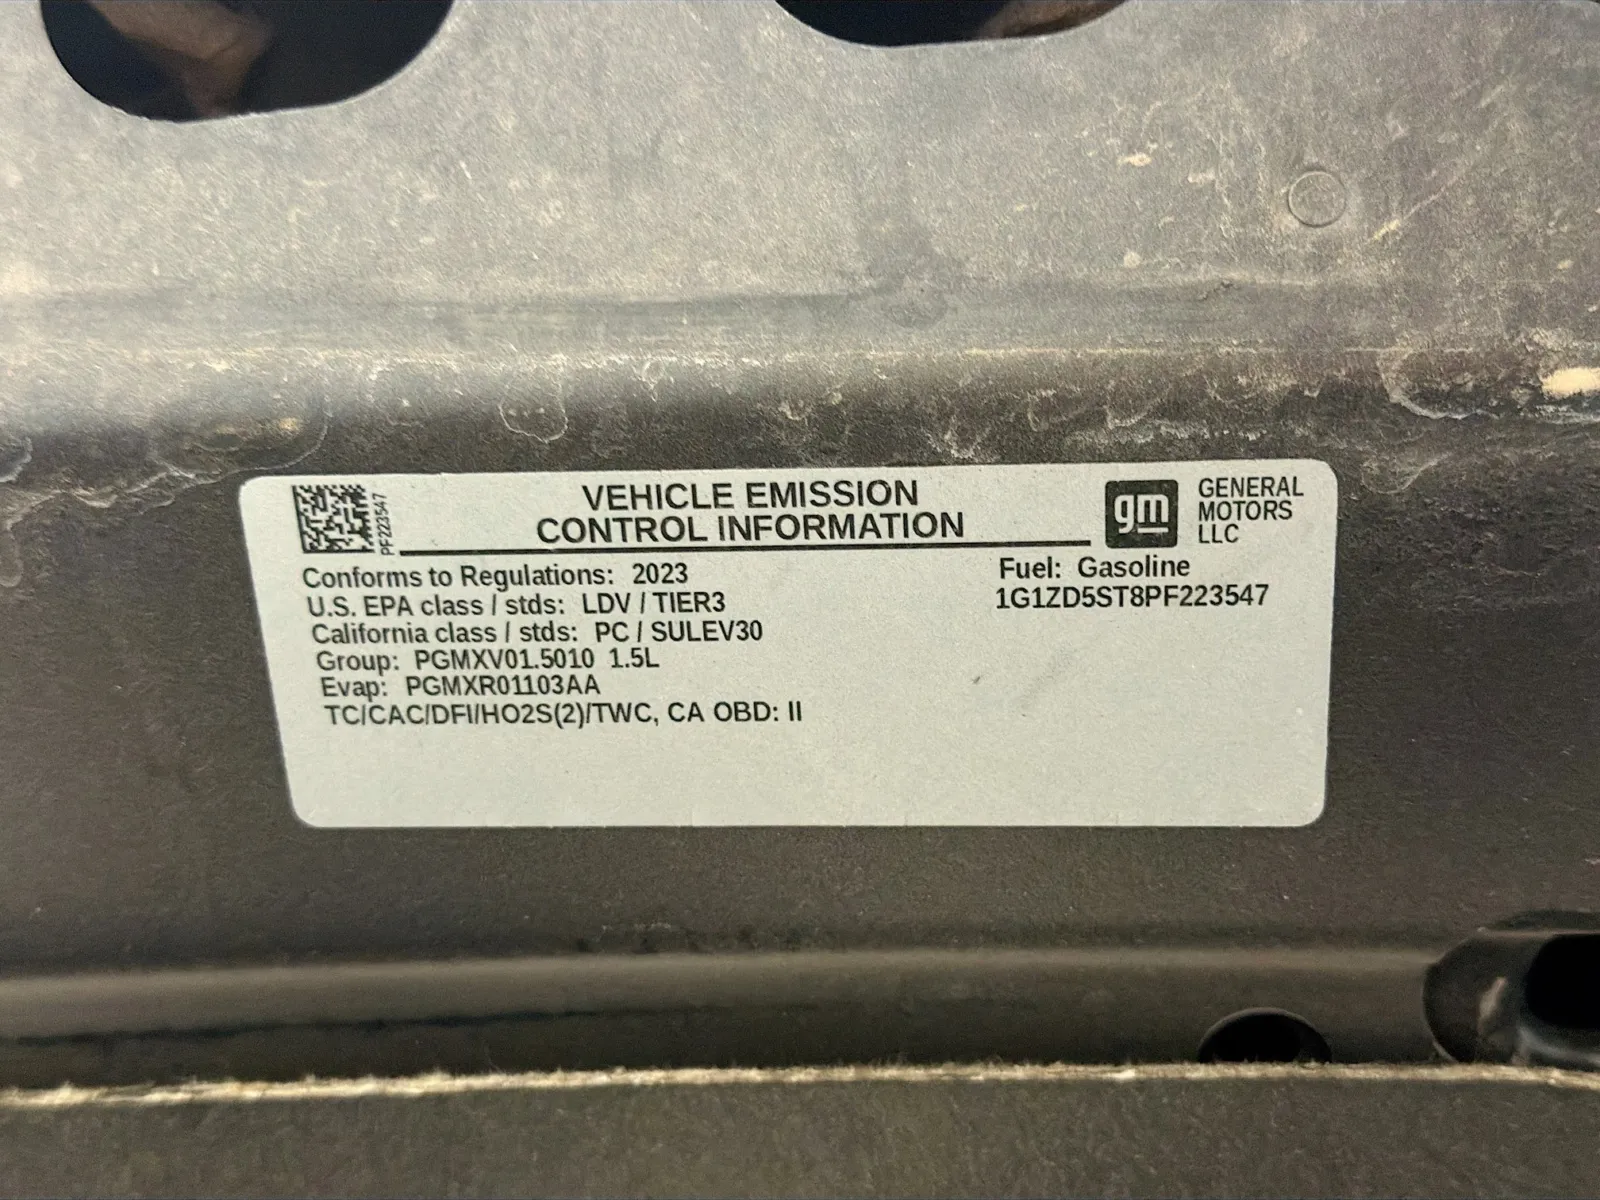 PF223547
VEHICLE EMISSION
CONTROL INFORMATION
gm
GENERAL
MOTORS
LLC
Conforms to Regulations: 2023
U.S. EPA class / stds: LDV / TIER3
California class / stds: PC / SULEV30
Group: PGMXV01.5010 1.5L
Evap: PGMXR01103AA
TC/CAC/DFI/HO2S(2)/TWC, CA OBD: II
Fuel: Gasoline
1G1ZD5ST8PF223547